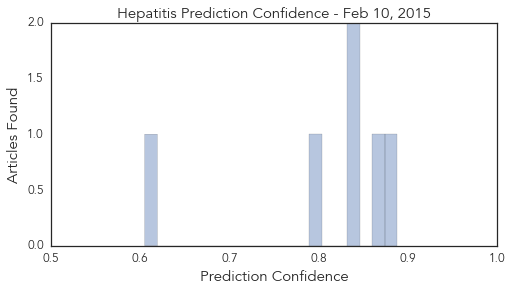 Hepatitis Prediction Confidence - Feb 10, 2015
2.0
1.5
1.0
0.5
0.0
Articles Found
0.5 0.6 0.7 0.8 0.9 1.0
Prediction Confidence